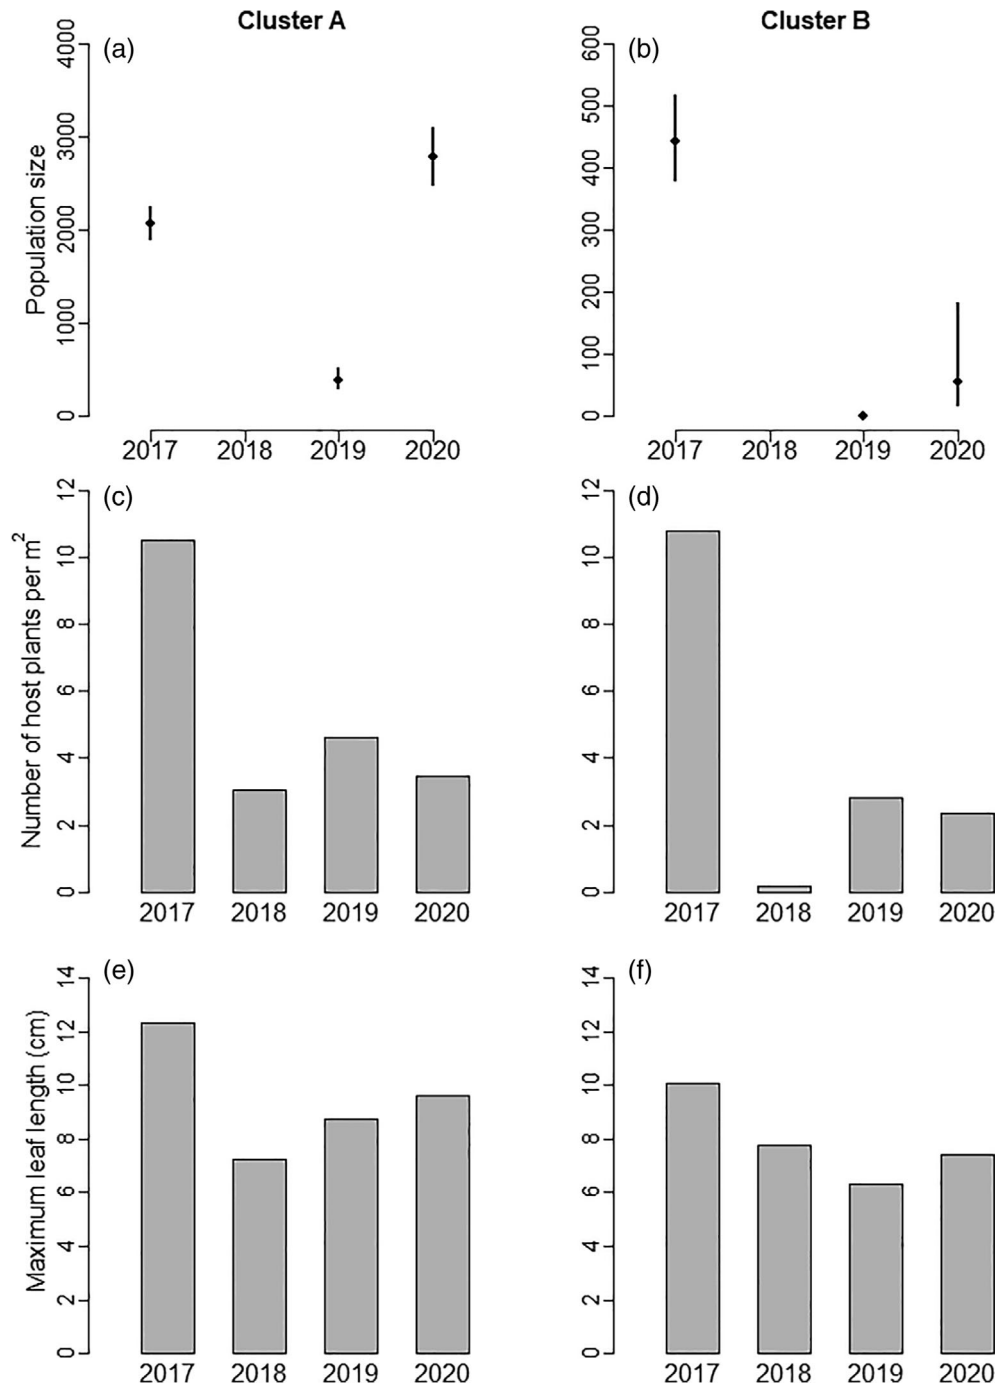 Cluster A
Cluster B
(a)
(b)
Population size
4000
3000
2000
1000
0
600
500
400
300
200
100
0
2017 2018 2019 2020
2017 2018 2019 2020
(c)
(d)
Number of host plants per m²
12
10
8
6
4
2
0
12
10
8
6
4
2
0
2017 2018 2019 2020
2017 2018 2019 2020
(e)
(f)
Maximum leaf length (cm)
14
12
10
8
6
4
2
0
14
12
10
8
6
4
2
0
2017 2018 2019 2020
2017 2018 2019 2020